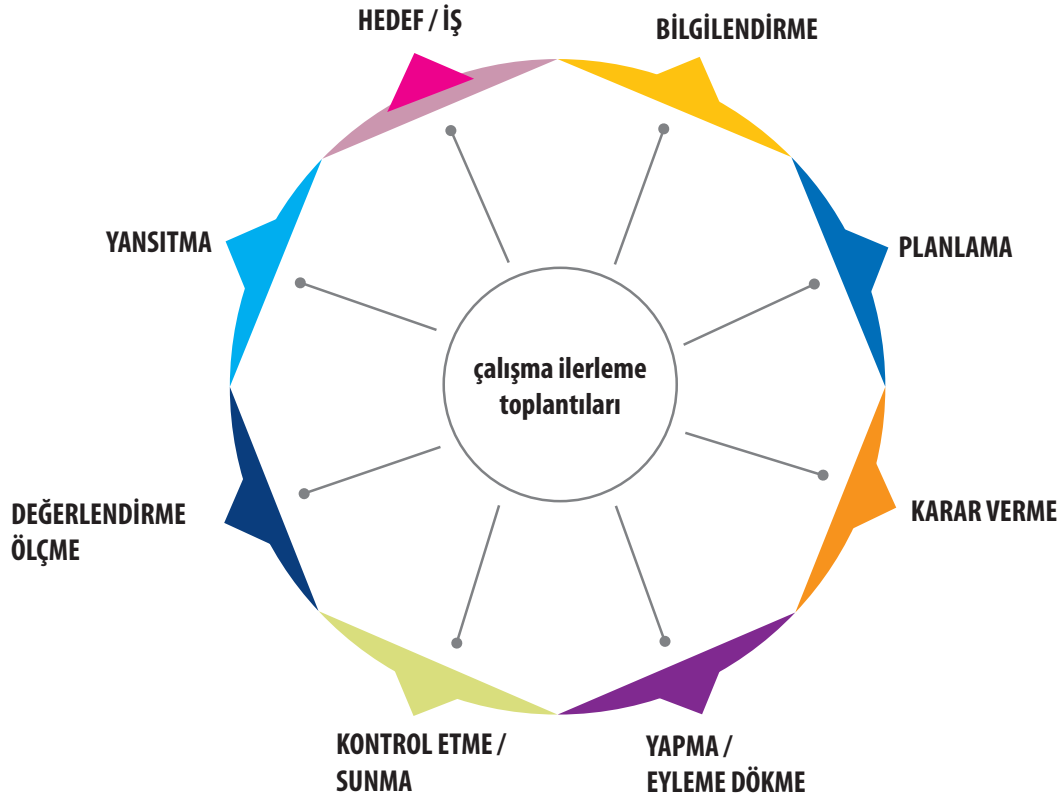 HEDEF / İŞ
BİLGİLENDİRME
PLANLAMA
KARAR VERME
YAPMA /
EYLEME DÖKME
KONTROL ETME /
SUNMA
DEĞERLENDİRME
ÖLÇME
YANSITMA
çalışma ilerleme
toplantıları